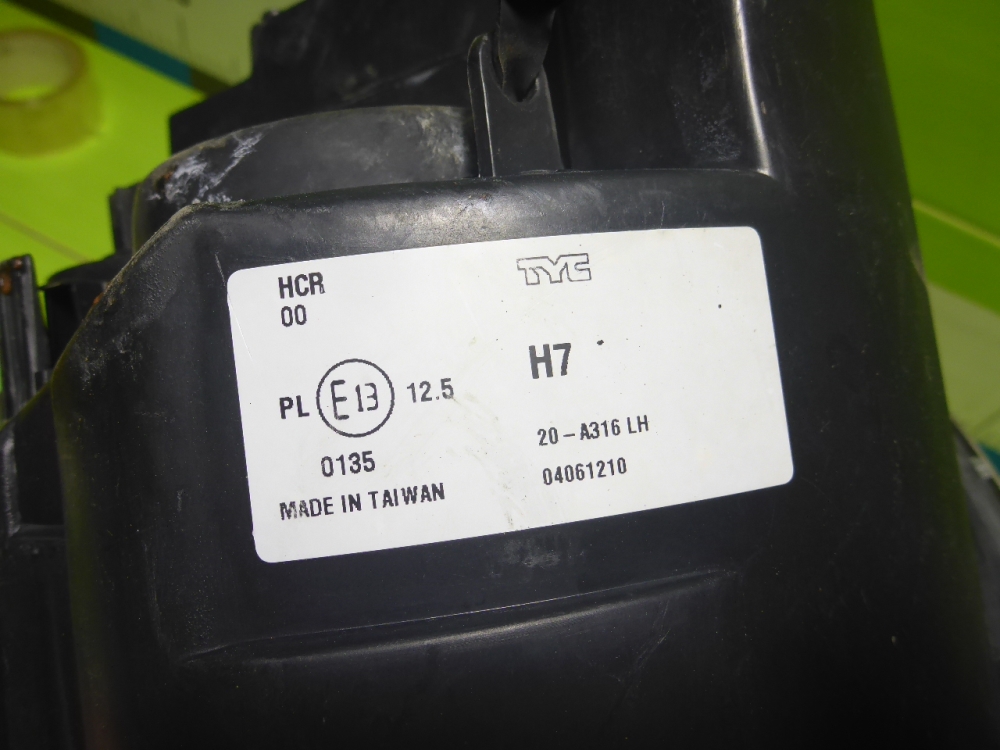 HCR
00
TYC
H7
PL E13 12.5
0135
MADE IN TAIWAN
20-A316 LH
04061210